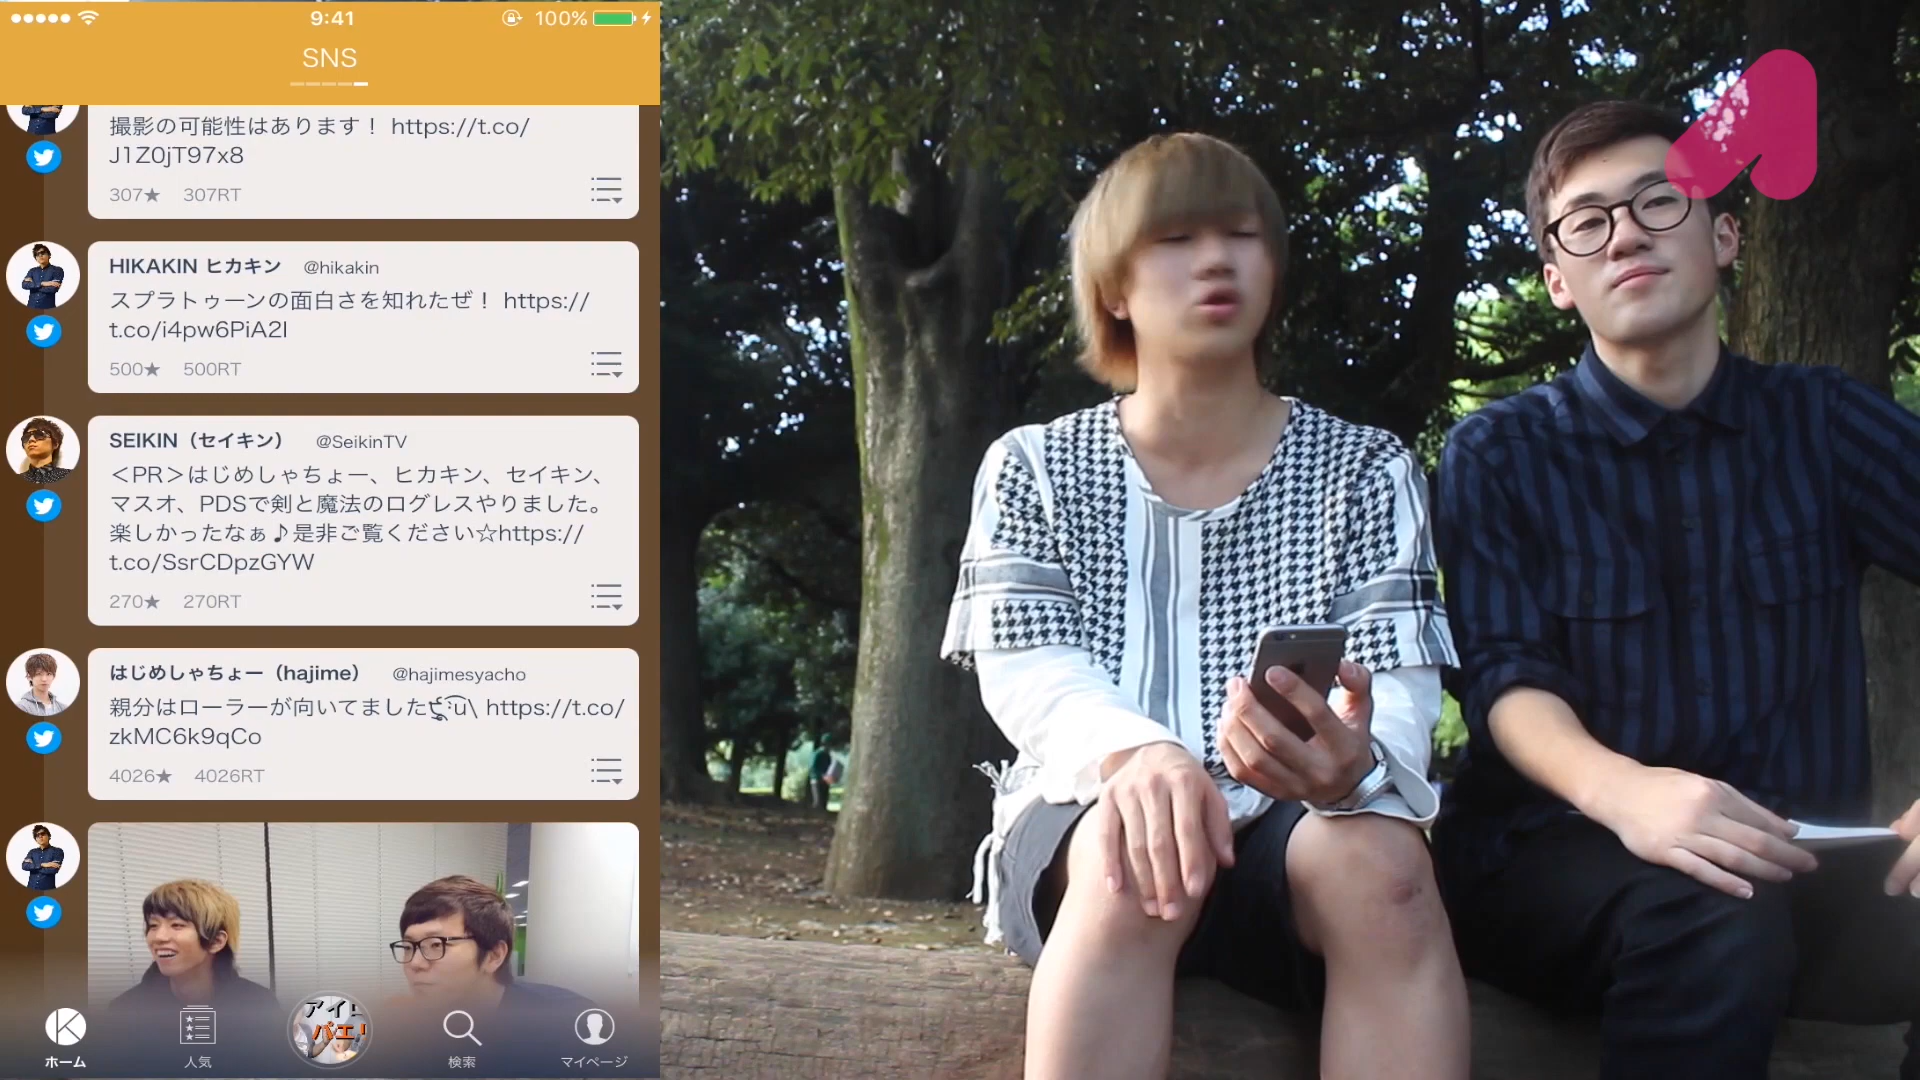 9:41
100%
SNS
撮影の可能性はあります！ https://t.co/
J1Z0jT97x8
307★ 307RT
HIKAKIN ヒカキン @hikakin
スプラトゥーンの面白さを知れたぜ！ https://
t.co/i4pw6PiA2I
500★ 500RT
SEIKIN（セイキン） @SeikinTV
＜PR＞はじめしゃちょー、ヒカキン、セイキン、
マスオ、PDSで剣と魔法のログレスやりました。
楽しかったなぁ♪是非ご覧ください☆https://
t.co/SsrCDpzGYW
270★ 270RT
はじめしゃちょー（hajime） @hajimesyacho
親分はローラーが向いてました https://t.co/
zkMC6k9qCo
4026★ 4026RT
ホーム
人気
検索
マイページ